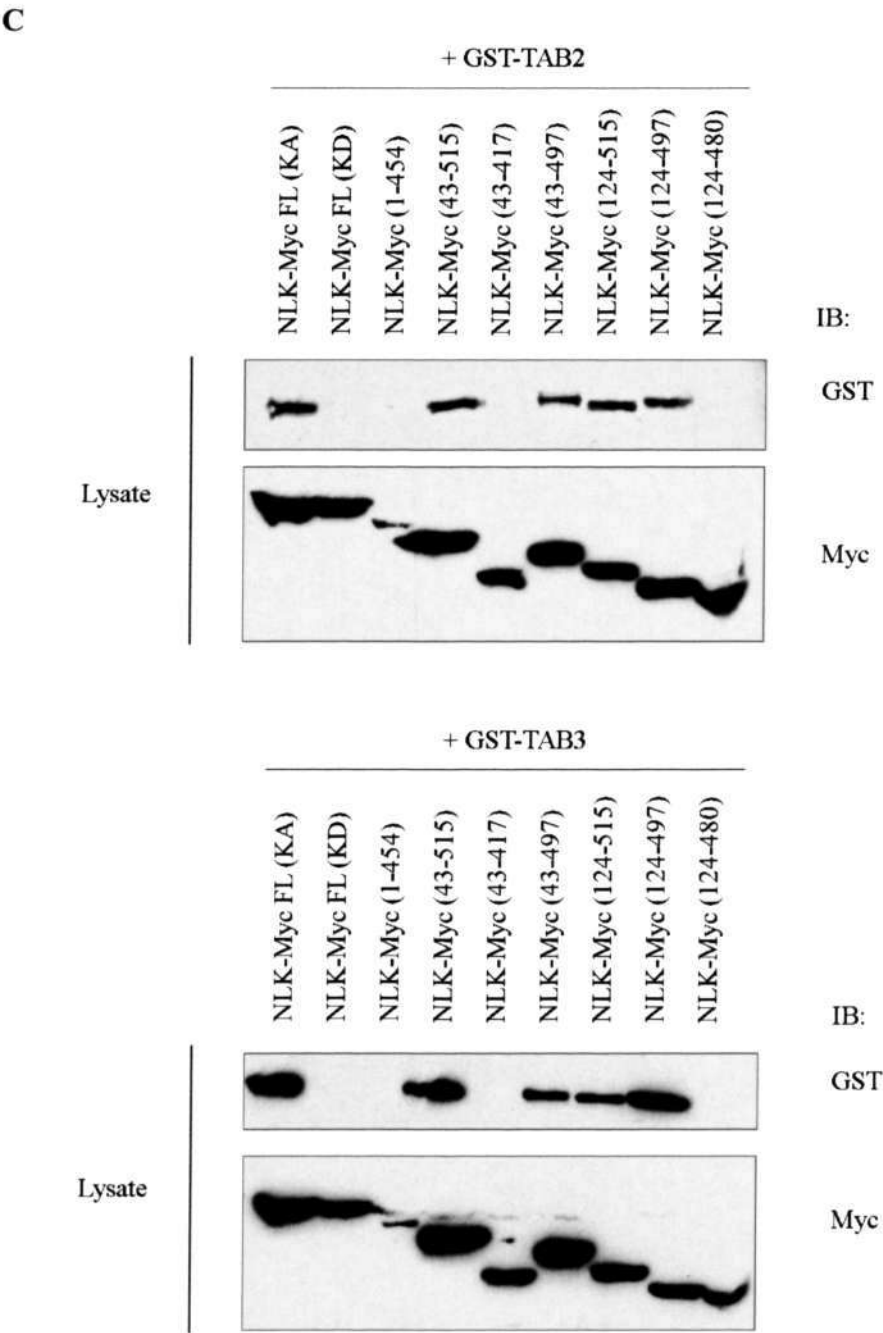 C
+ GST-TAB2
NLK-Myc FL (KA)
NLK-Myc FL (KD)
NLK-Myc (1-454)
NLK-Myc (43-515)
NLK-Myc (43-417)
NLK-Myc (43-497)
NLK-Myc (124-515)
NLK-Myc (124-497)
NLK-Myc (124-480)
IB:
GST
Lysate
Myc
+ GST-TAB3
NLK-Myc FL (KA)
NLK-Myc FL (KD)
NLK-Myc (1-454)
NLK-Myc (43-515)
NLK-Myc (43-417)
NLK-Myc (43-497)
NLK-Myc (124-515)
NLK-Myc (124-497)
NLK-Myc (124-480)
IB:
GST
Lysate
Myc